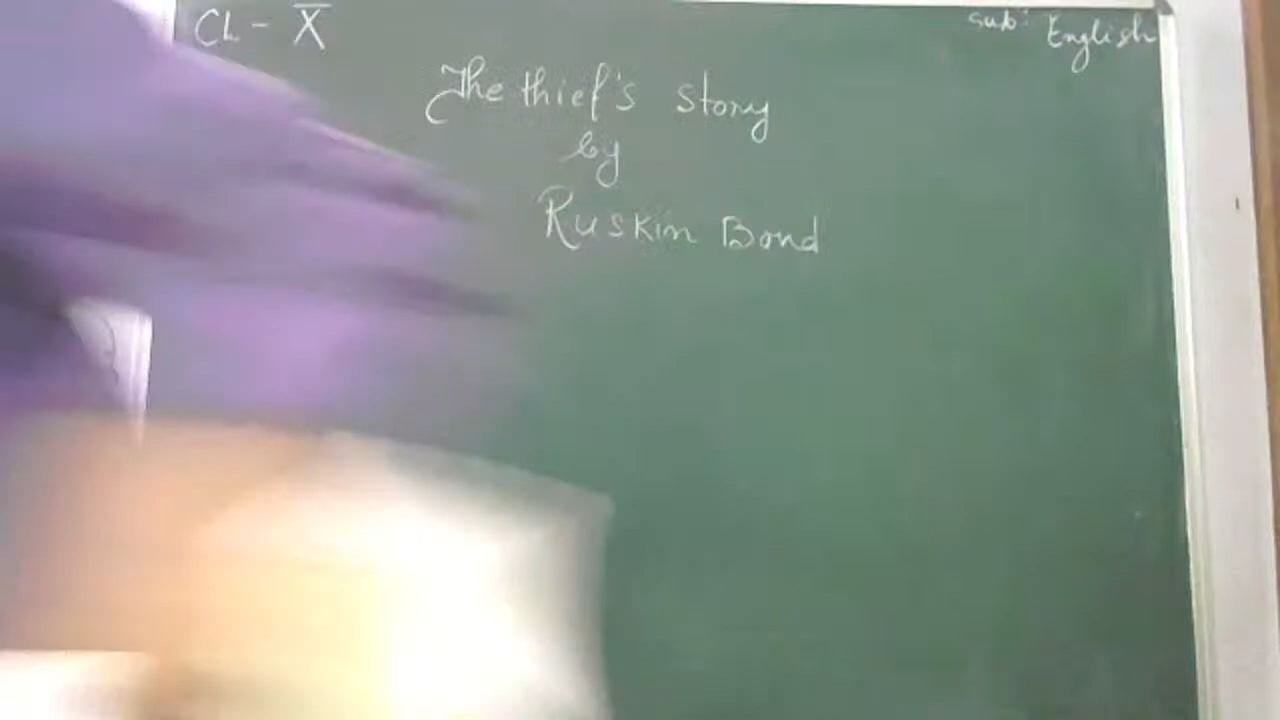 CL - X
sub: English
The thief's story
by
Ruskin Bond